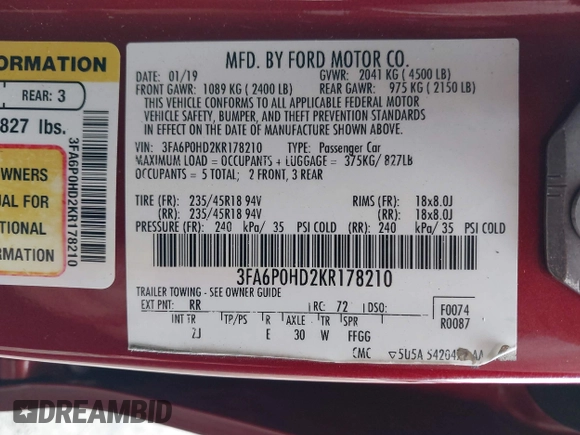 FORMATION
REAR: 3
827 lbs.
WNERS
UAL FOR
TIONAL
RMATION
3FA6P0HD2KR178210
MFD. BY FORD MOTOR CO.
DATE: 01/19 GVWR: 2041 KG ( 4500 LB)
FRONT GAWR: 1089 KG ( 2400 LB) REAR GAWR: 975 KG ( 2150 LB)
THIS VEHICLE CONFORMS TO ALL APPLICABLE FEDERAL MOTOR
VEHICLE SAFETY, BUMPER, AND THEFT PREVENTION STANDARDS
IN EFFECT ON THE DATE OF MANUFACTURE SHOWN ABOVE.
VIN: 3FA6P0HD2KR178210 TYPE: Passenger Car
MAXIMUM LOAD = OCCUPANTS + LUGGAGE = 375KG/ 827LB
OCCUPANTS = 5 TOTAL; 2 FRONT, 3 REAR
TIRE (FR): 235/45R18 94V (FR): 18x8.0J
(RR): 235/45R18 94V (RR): 18x8.0J
PRESSURE (FR): 240 kPa/ 35 PSI COLD (RR): 240 kPa/ 35 PSI COLD
3FA6P0HD2KR178210
TRAILER TOWING - SEE OWNER GUIDE
EXT PNT: RR RC: 72 DSO: F0074
R0087
INT TR TP/PS R AXLE TR SPR
2J E 30 W FFGG
CMC ▽5U5A
DREAMBID